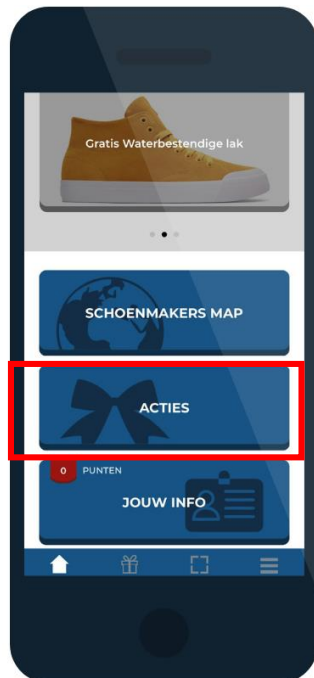 Gratis Waterbestendige lak
SCHOENMAKERS MAP
ACTIES
0 PUNTEN
JOUW INFO